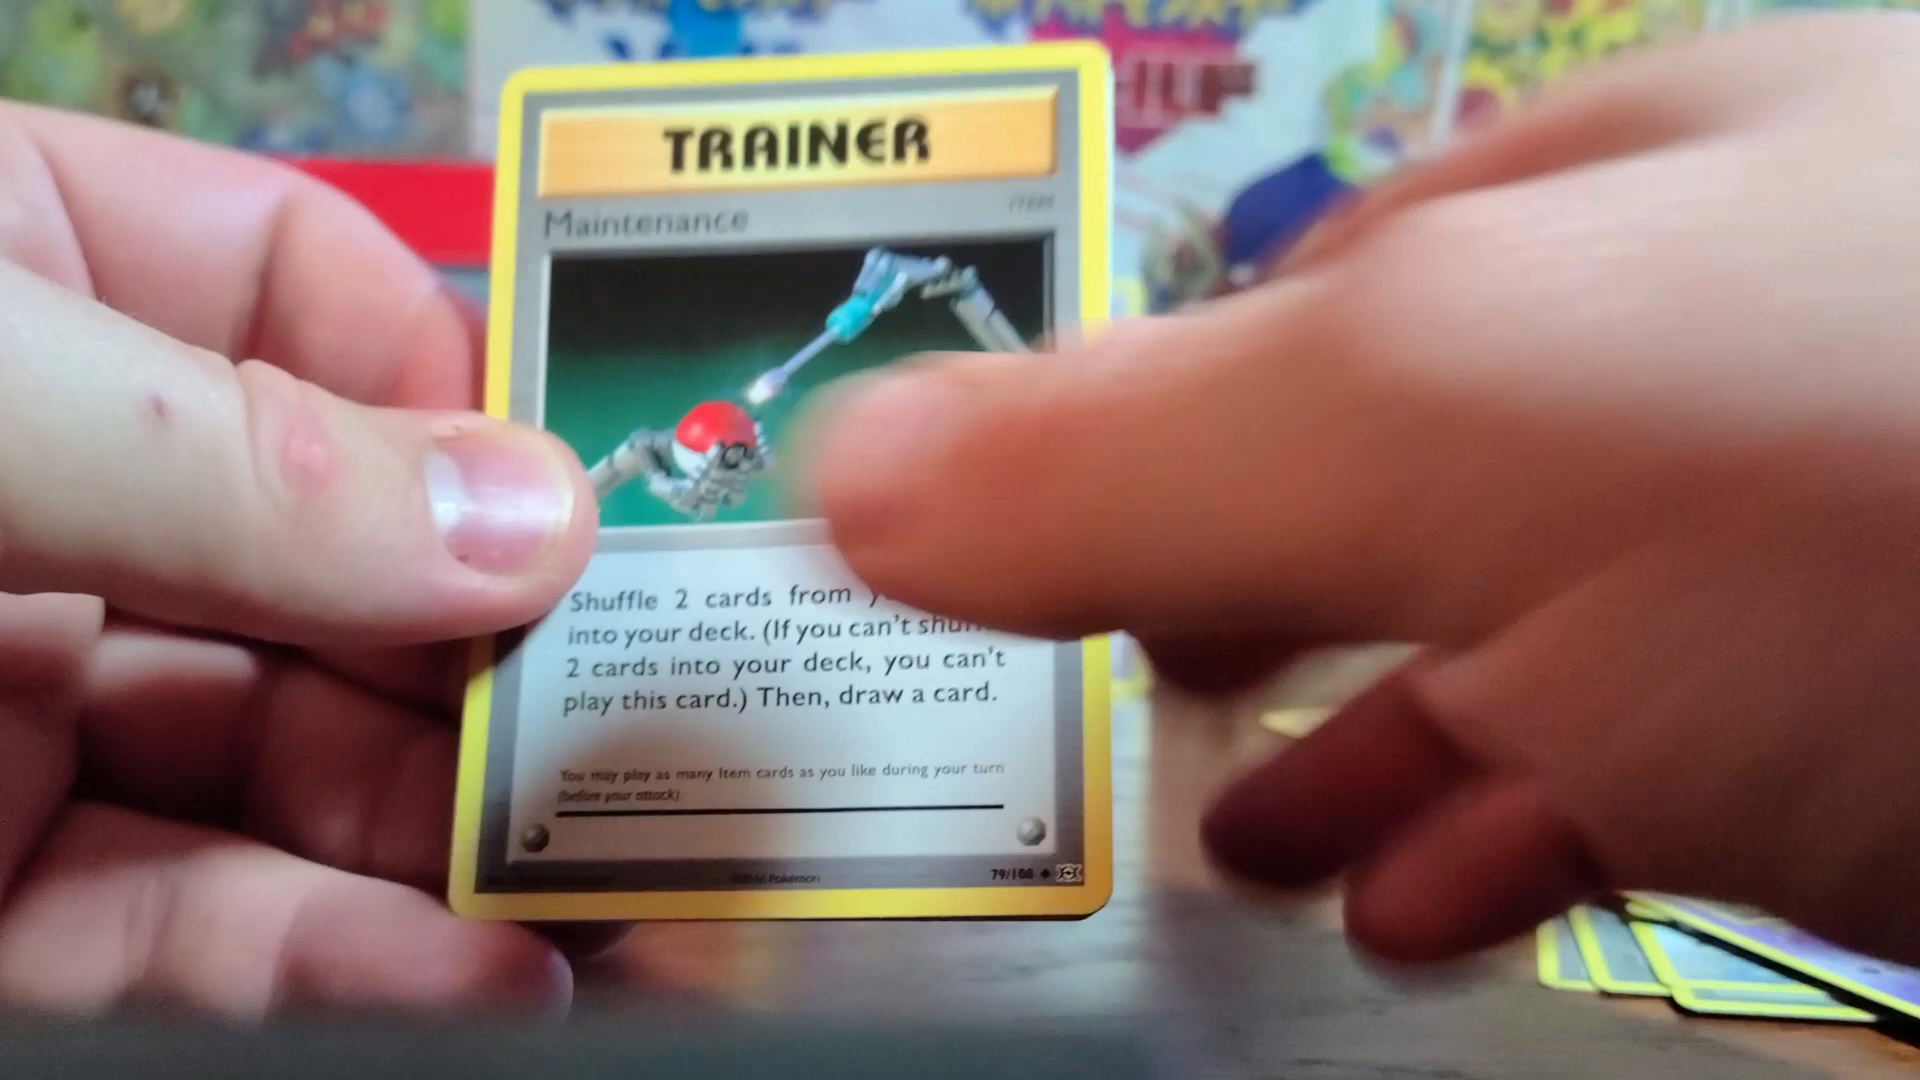 TRAINER
Maintenance
Shuffle 2 cards from
into your deck. (If you can't
2 cards into your deck, you can't
play this card.) Then, draw a card.
You may play as many Item cards as you like during your turn
(before your attack)
Pokémon
79/108